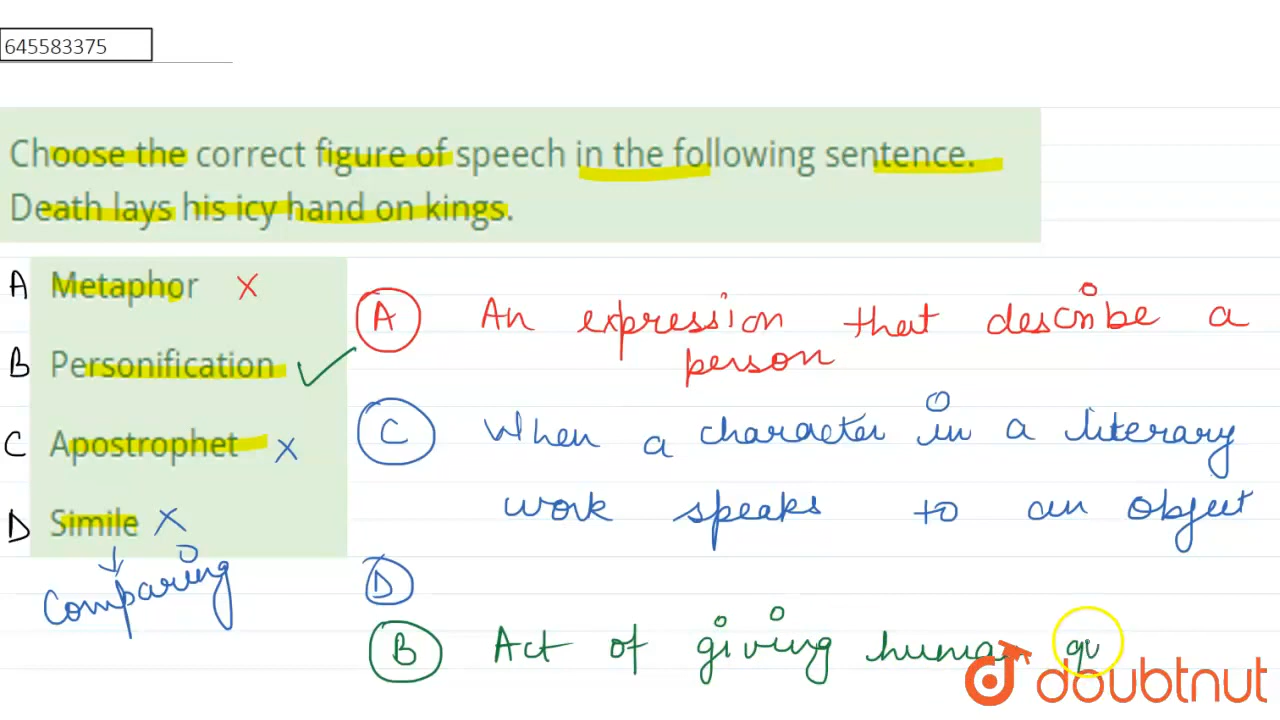 645583375
Choose the correct figure of speech in the following sentence.
Death lays his icy hand on kings.
A Metaphor X
B Personification ✓
C Apostrophet X
D Simile X
Comparing
A An expression that describe a
person
C When a character in a literary
work speaks to an object
D
B Act of giving human qu
doubtnut